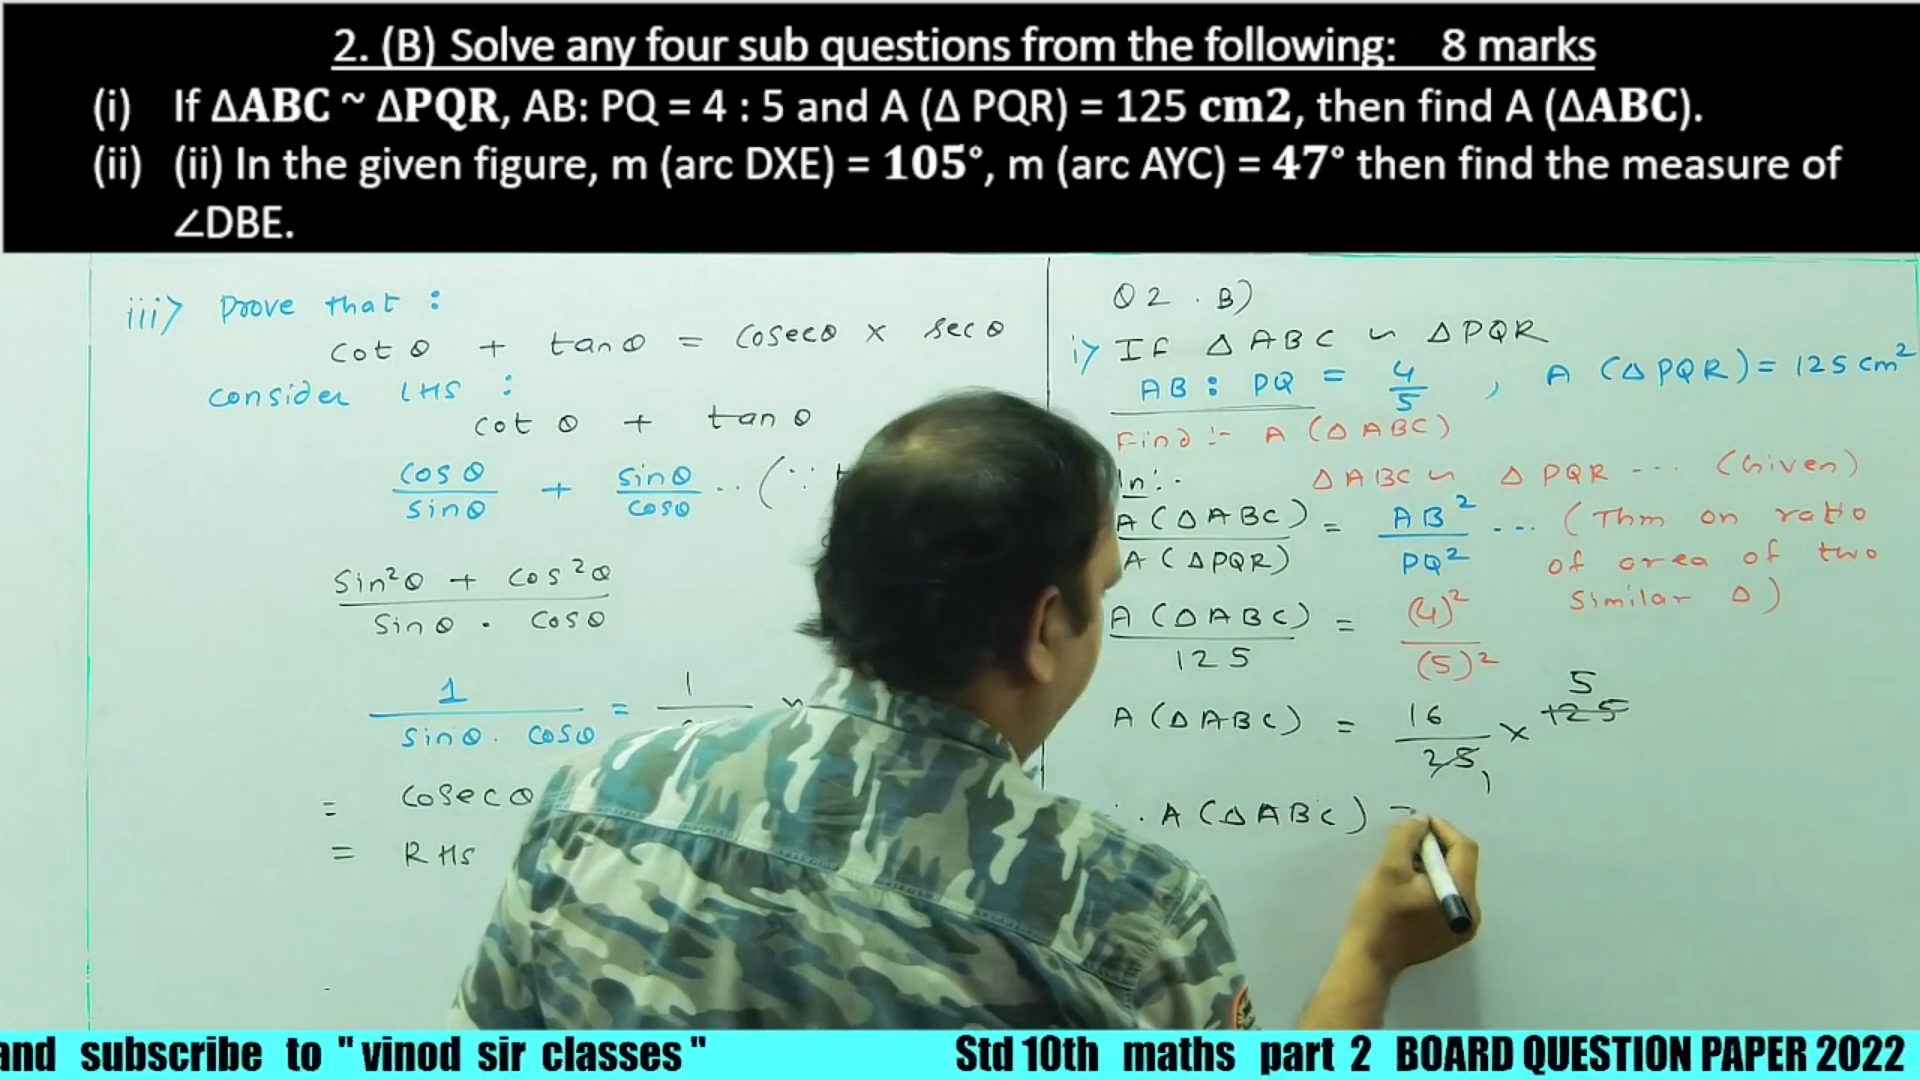 2. (B) Solve any four sub questions from the following: 8 marks
(i) If ΔABC ~ ΔPQR, AB: PQ = 4 : 5 and A (Δ PQR) = 125 cm2, then find A (ΔABC).
(ii) (ii) In the given figure, m (arc DXE) = 105°, m (arc AYC) = 47° then find the measure of
∠DBE.
iii) Prove that :
cot θ + tan θ = cosec θ × sec θ
consider LHS :
cot θ + tan θ
cos θ / sin θ + sin θ / cos θ .. (∵
sin²θ + cos²θ / sin θ . cos θ
1 / sin θ . cos θ = 1
= cosec θ
= RHS
Q2 . B)
i) If Δ ABC ~ Δ PQR
AB : PQ = 4/5 , A (Δ PQR) = 125 cm²
Find :- A (Δ ABC)
ln :- Δ ABC ~ Δ PQR --- (Given)
A (Δ ABC) / A (Δ PQR) = AB² / PQ² --- (Thm on ratio
of area of two
similar Δ)
A (Δ ABC) / 125 = (4)² / (5)²
A (Δ ABC) = 16 / 25 × 125
5
1
. A (Δ ABC) =
and subscribe to " vinod sir classes "
Std 10th maths part 2 BOARD QUESTION PAPER 2022